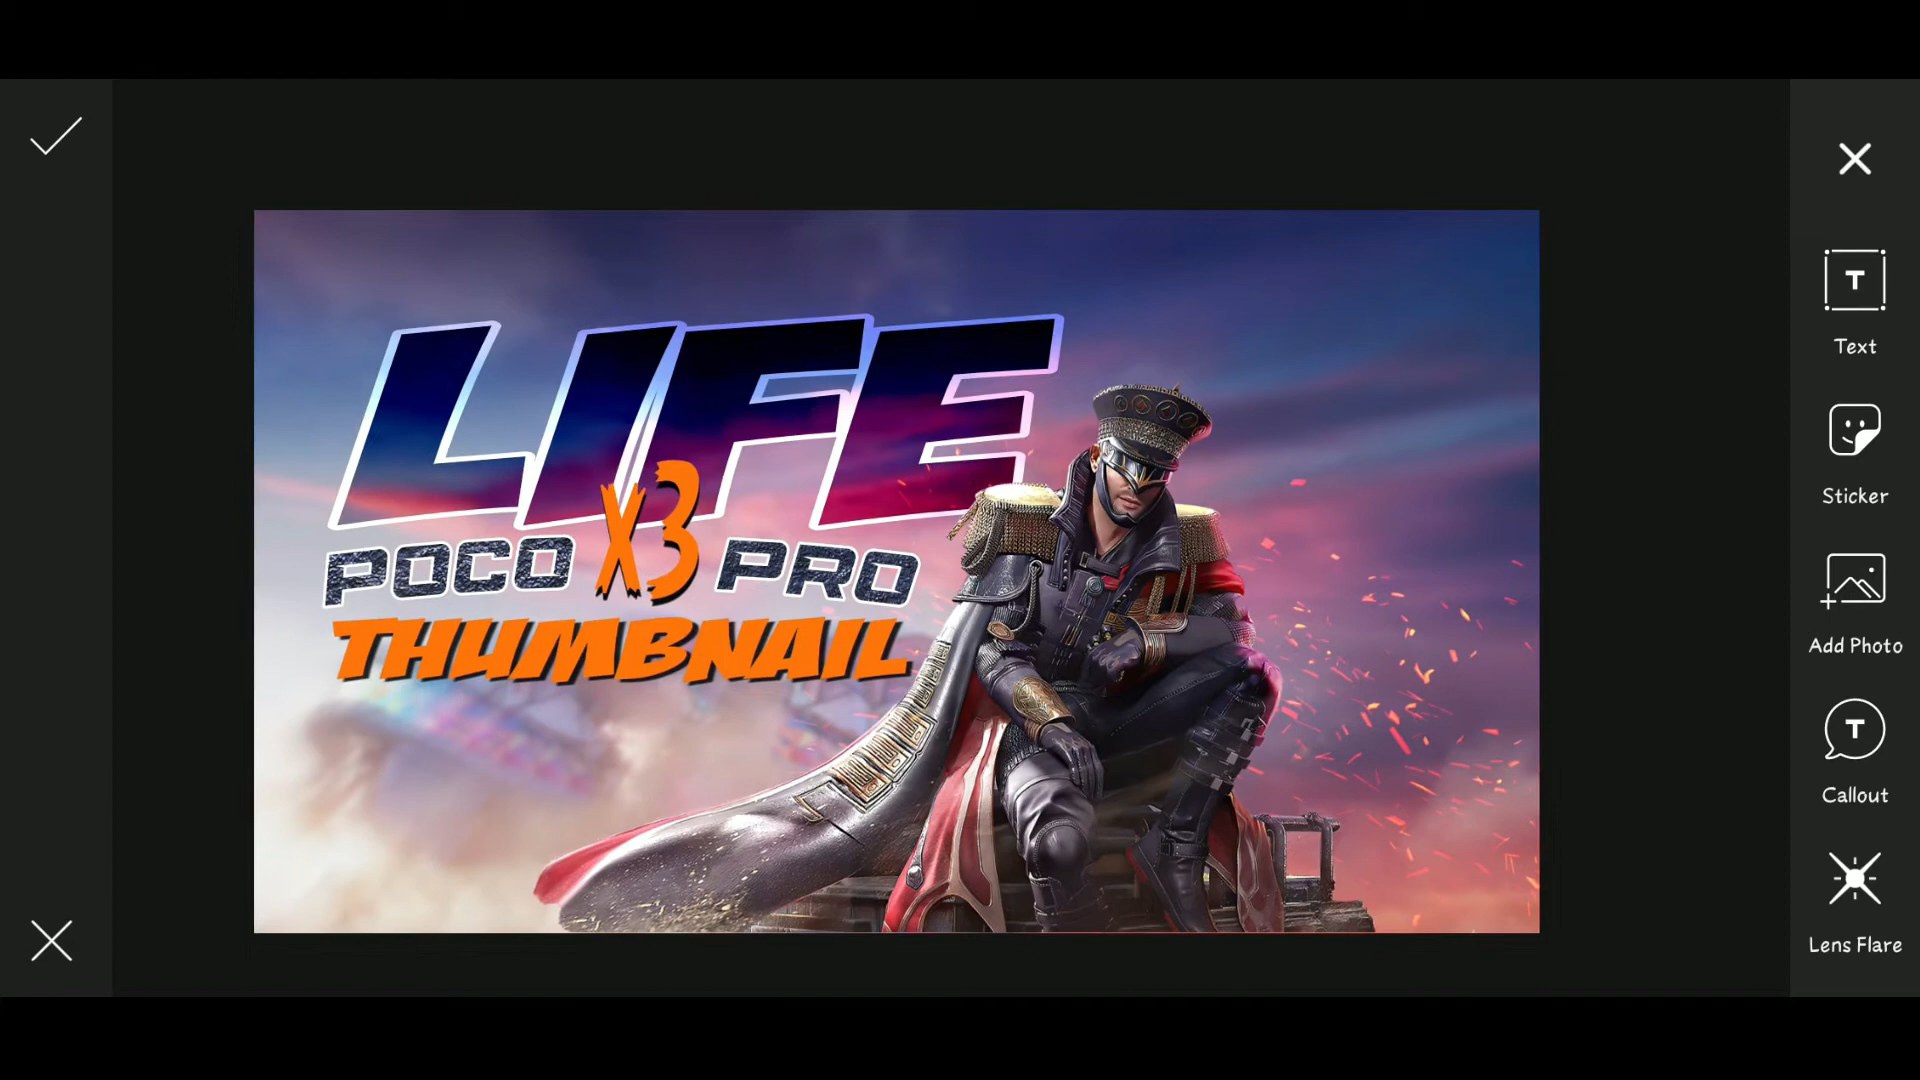 LIFE
POCO X3 PRO
THUMBNAIL
T
Text
Sticker
Add Photo
T
Callout
Lens Flare